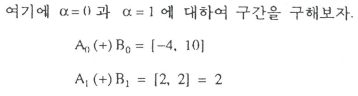 여기에 α=0 과 α=1 에 대하여 구간을 구해보자.
A₀ (+) B₀ = [-4, 10]
A₁ (+) B₁ = [2, 2] = 2